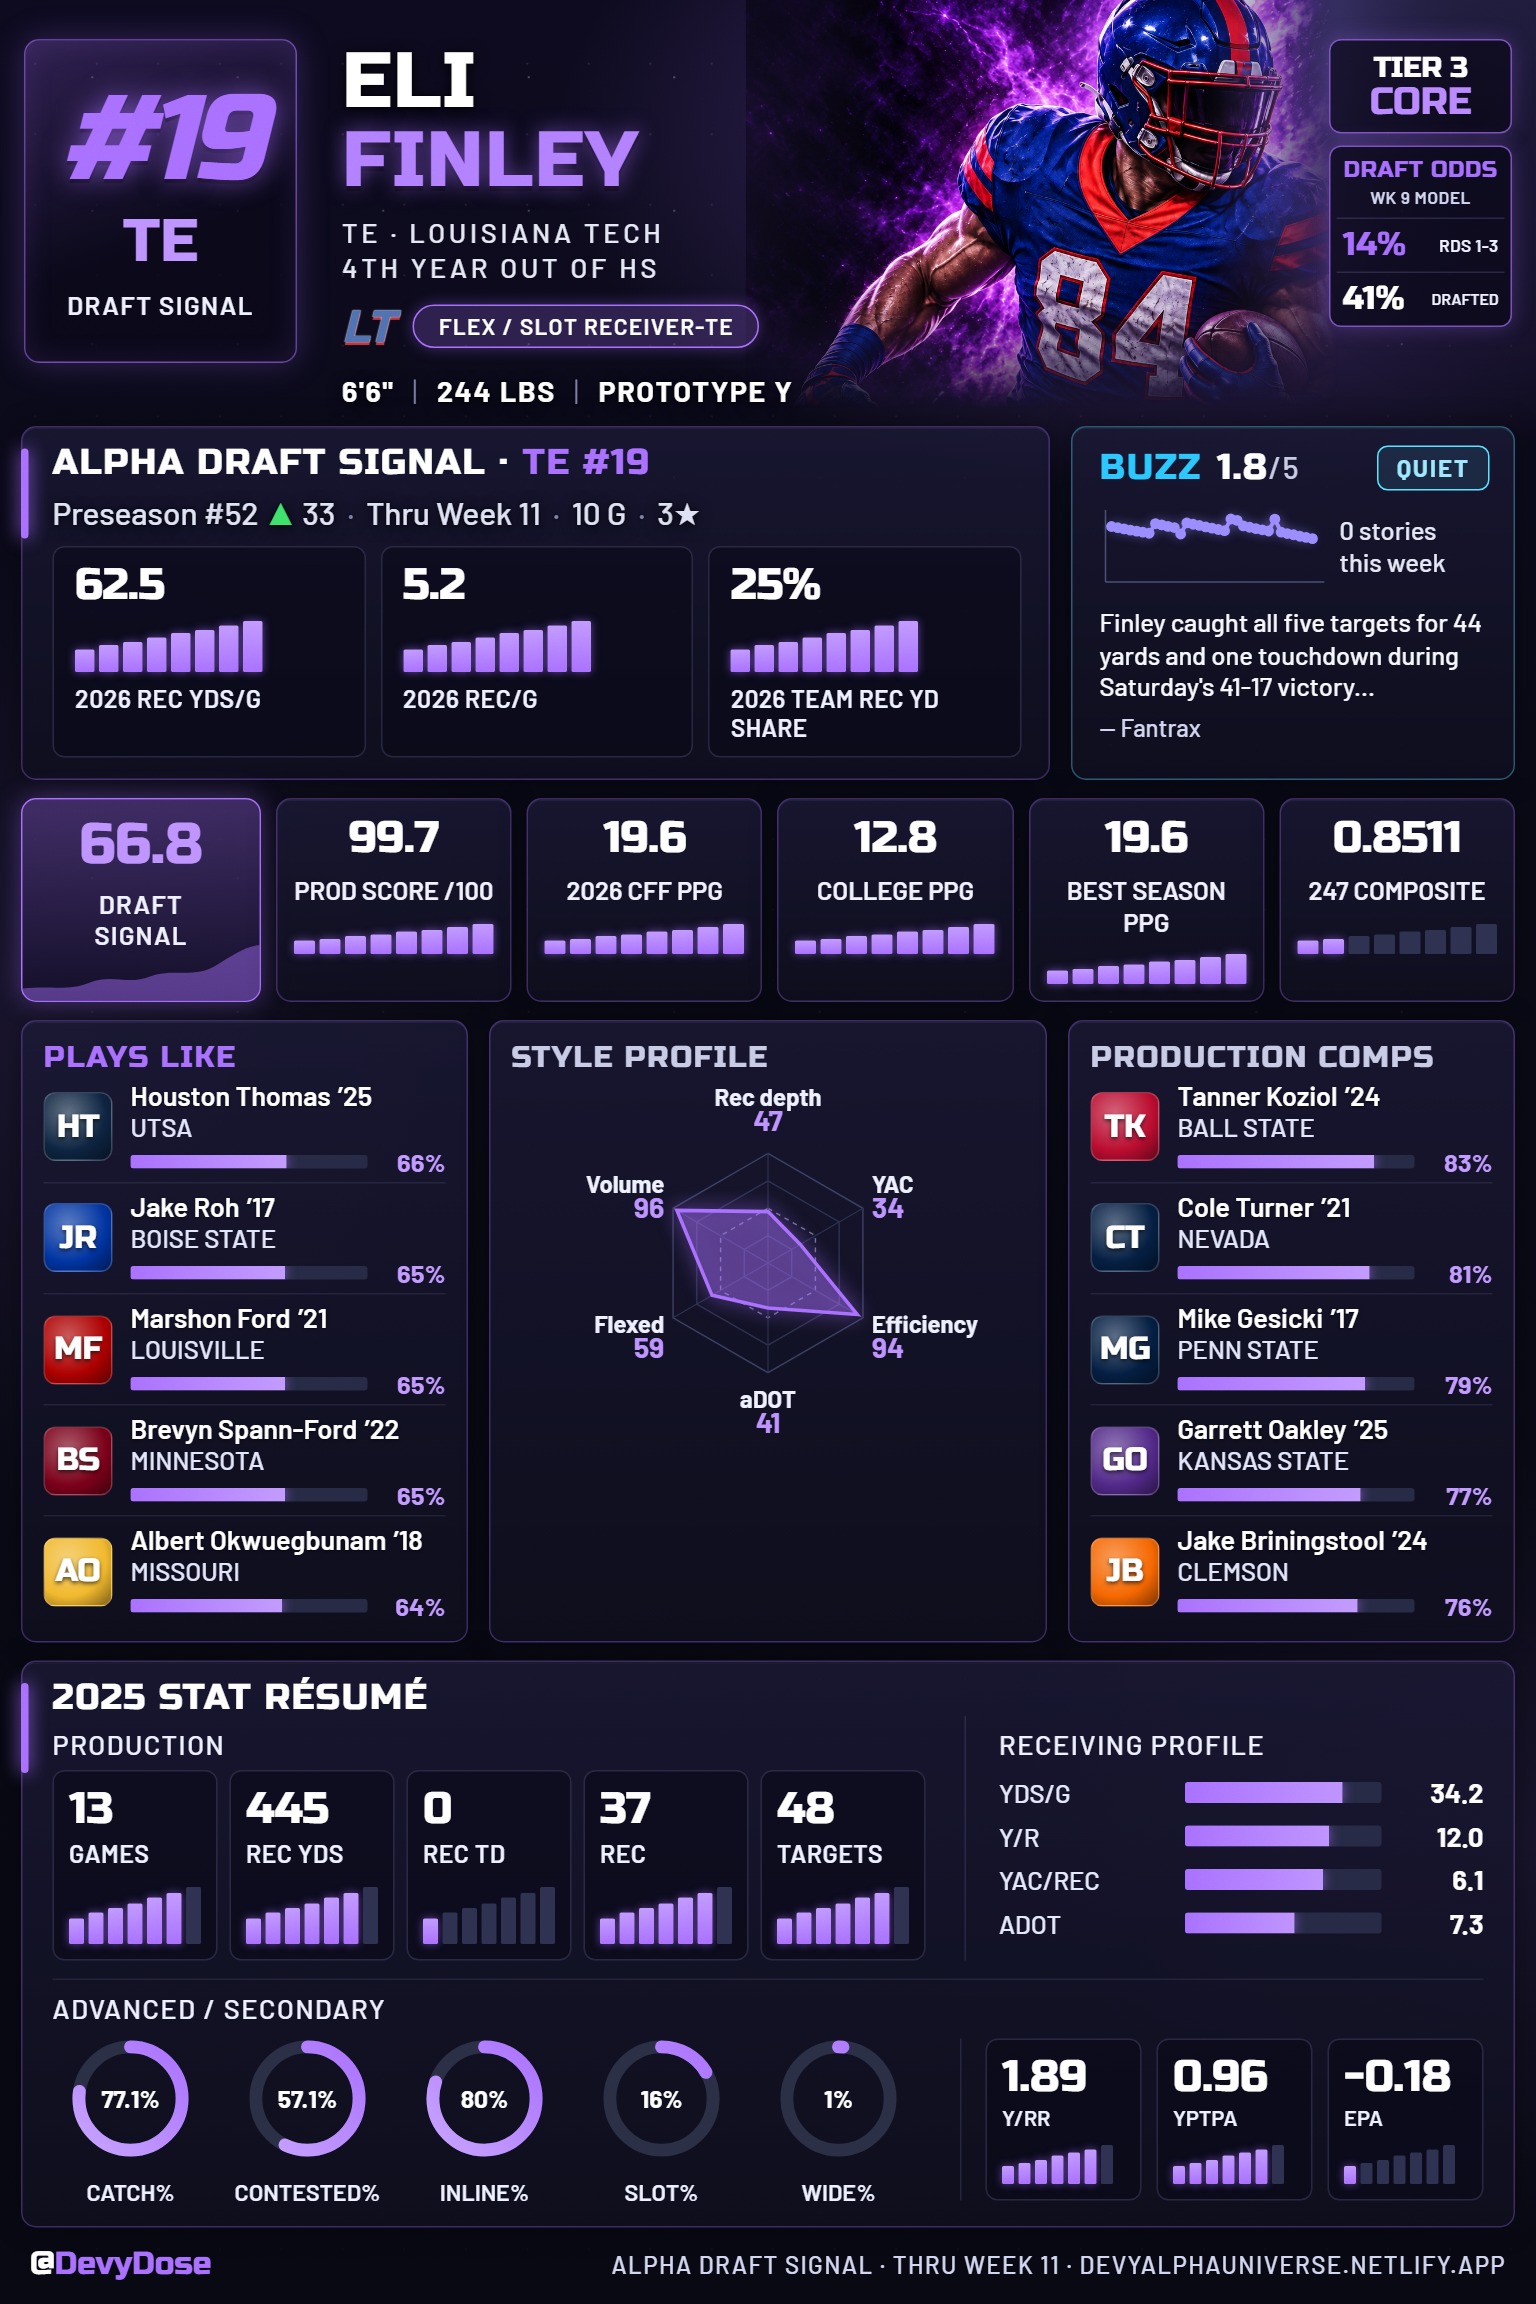 #19
TE
DRAFT SIGNAL
ELI
FINLEY
TE · LOUISIANA TECH
4TH YEAR OUT OF HS
LT
FLEX / SLOT RECEIVER-TE
6'6" | 244 LBS | PROTOTYPE Y
84
TIER 3
CORE
DRAFT ODDS
WK 9 MODEL
14% RDS 1-3
41% DRAFTED
ALPHA DRAFT SIGNAL · TE #19
Preseason #52 ▲ 33 · Thru Week 11 · 10 G · 3★
62.5
2026 REC YDS/G
5.2
2026 REC/G
25%
2026 TEAM REC YD
SHARE
BUZZ 1.8/5
QUIET
0 stories
this week
Finley caught all five targets for 44
yards and one touchdown during
Saturday's 41-17 victory...
— Fantrax
66.8
DRAFT
SIGNAL
99.7
PROD SCORE /100
19.6
2026 CFF PPG
12.8
COLLEGE PPG
19.6
BEST SEASON
PPG
0.8511
247 COMPOSITE
PLAYS LIKE
HT
Houston Thomas ’25
UTSA
66%
JR
Jake Roh ’17
BOISE STATE
65%
MF
Marshon Ford ’21
LOUISVILLE
65%
BS
Brevyn Spann-Ford ’22
MINNESOTA
65%
AO
Albert Okwuegbunam ’18
MISSOURI
64%
STYLE PROFILE
Rec depth
47
Volume
96
YAC
34
Flexed
59
Efficiency
94
aDOT
41
PRODUCTION COMPS
TK
Tanner Koziol ’24
BALL STATE
83%
CT
Cole Turner ’21
NEVADA
81%
MG
Mike Gesicki ’17
PENN STATE
79%
GO
Garrett Oakley ’25
KANSAS STATE
77%
JB
Jake Briningstool ’24
CLEMSON
76%
2025 STAT RÉSUMÉ
PRODUCTION
13
GAMES
445
REC YDS
0
REC TD
37
REC
48
TARGETS
RECEIVING PROFILE
YDS/G 34.2
Y/R 12.0
YAC/REC 6.1
ADOT 7.3
ADVANCED / SECONDARY
77.1%
CATCH%
57.1%
CONTESTED%
80%
INLINE%
16%
SLOT%
1%
WIDE%
1.89
Y/RR
0.96
YPTPA
-0.18
EPA
@DevyDose
ALPHA DRAFT SIGNAL · THRU WEEK 11 · DEVYALPHAUNIVERSE.NETLIFY.APP